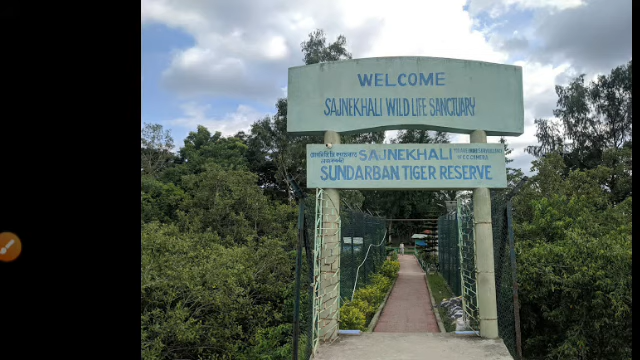 WELCOME
SAJNEKHALI WILD LIFE SANCTUARY
SAJNEKHALI
SUNDARBAN TIGER RESERVE